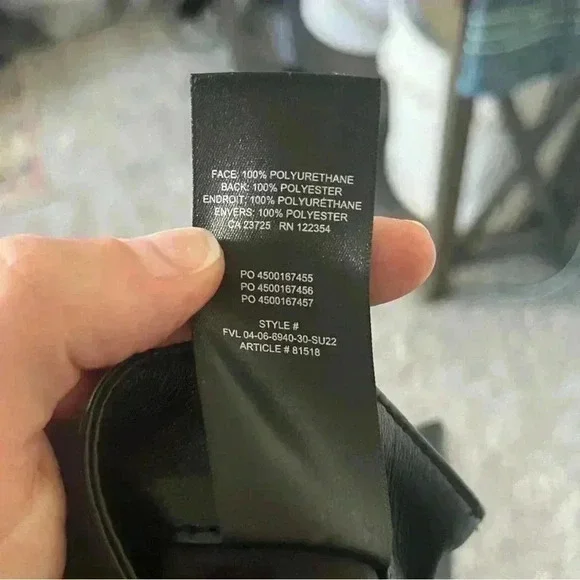 FACE: 100% POLYURETHANE
BACK: 100% POLYESTER
ENDROIT: 100% POLYURÉTHANE
ENVERS: 100% POLYESTER
CA 23725 RN 122354
PO 4500167455
PO 4500167456
PO 4500167457
STYLE #
FVL 04-06-6940-30-SU22
ARTICLE # 81518